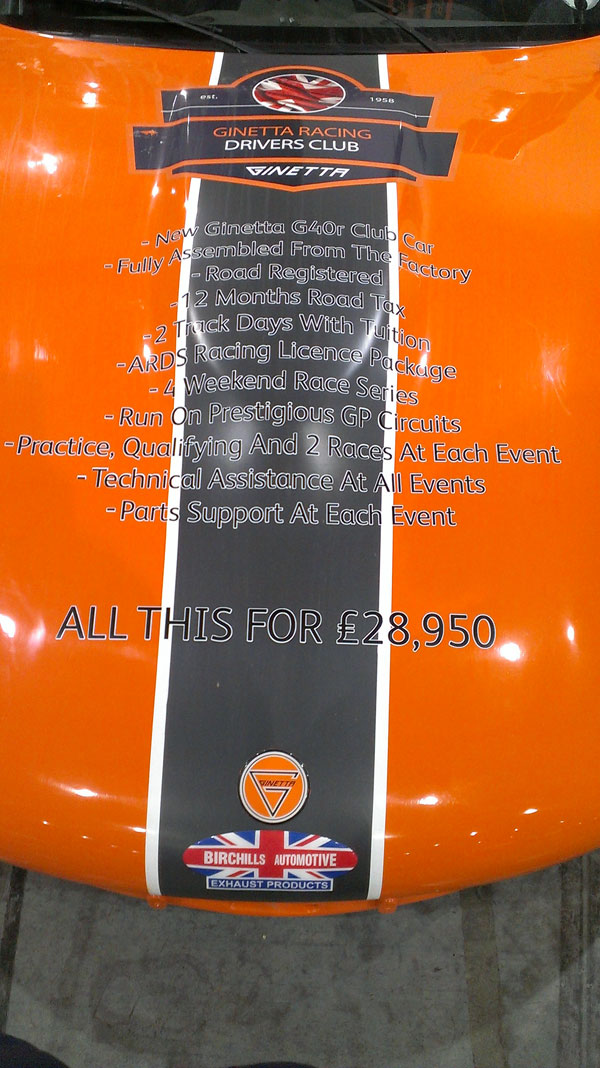 est. 1958
GINETTA RACING
DRIVERS CLUB
GINETTA
- New Ginetta G40r Club Car
- Fully Assembled From The Factory
- Road Registered
-12 Months Road Tax
-2 Track Days With Tuition
-ARDS Racing Licence Package
- 4 Weekend Race Series
- Run On Prestigious GP Circuits
-Practice, Qualifying And 2 Races At Each Event
- Technical Assistance At All Events
- Parts Support At Each Event
ALL THIS FOR £28,950
GINETTA
BIRCHILLS AUTOMOTIVE
EXHAUST PRODUCTS